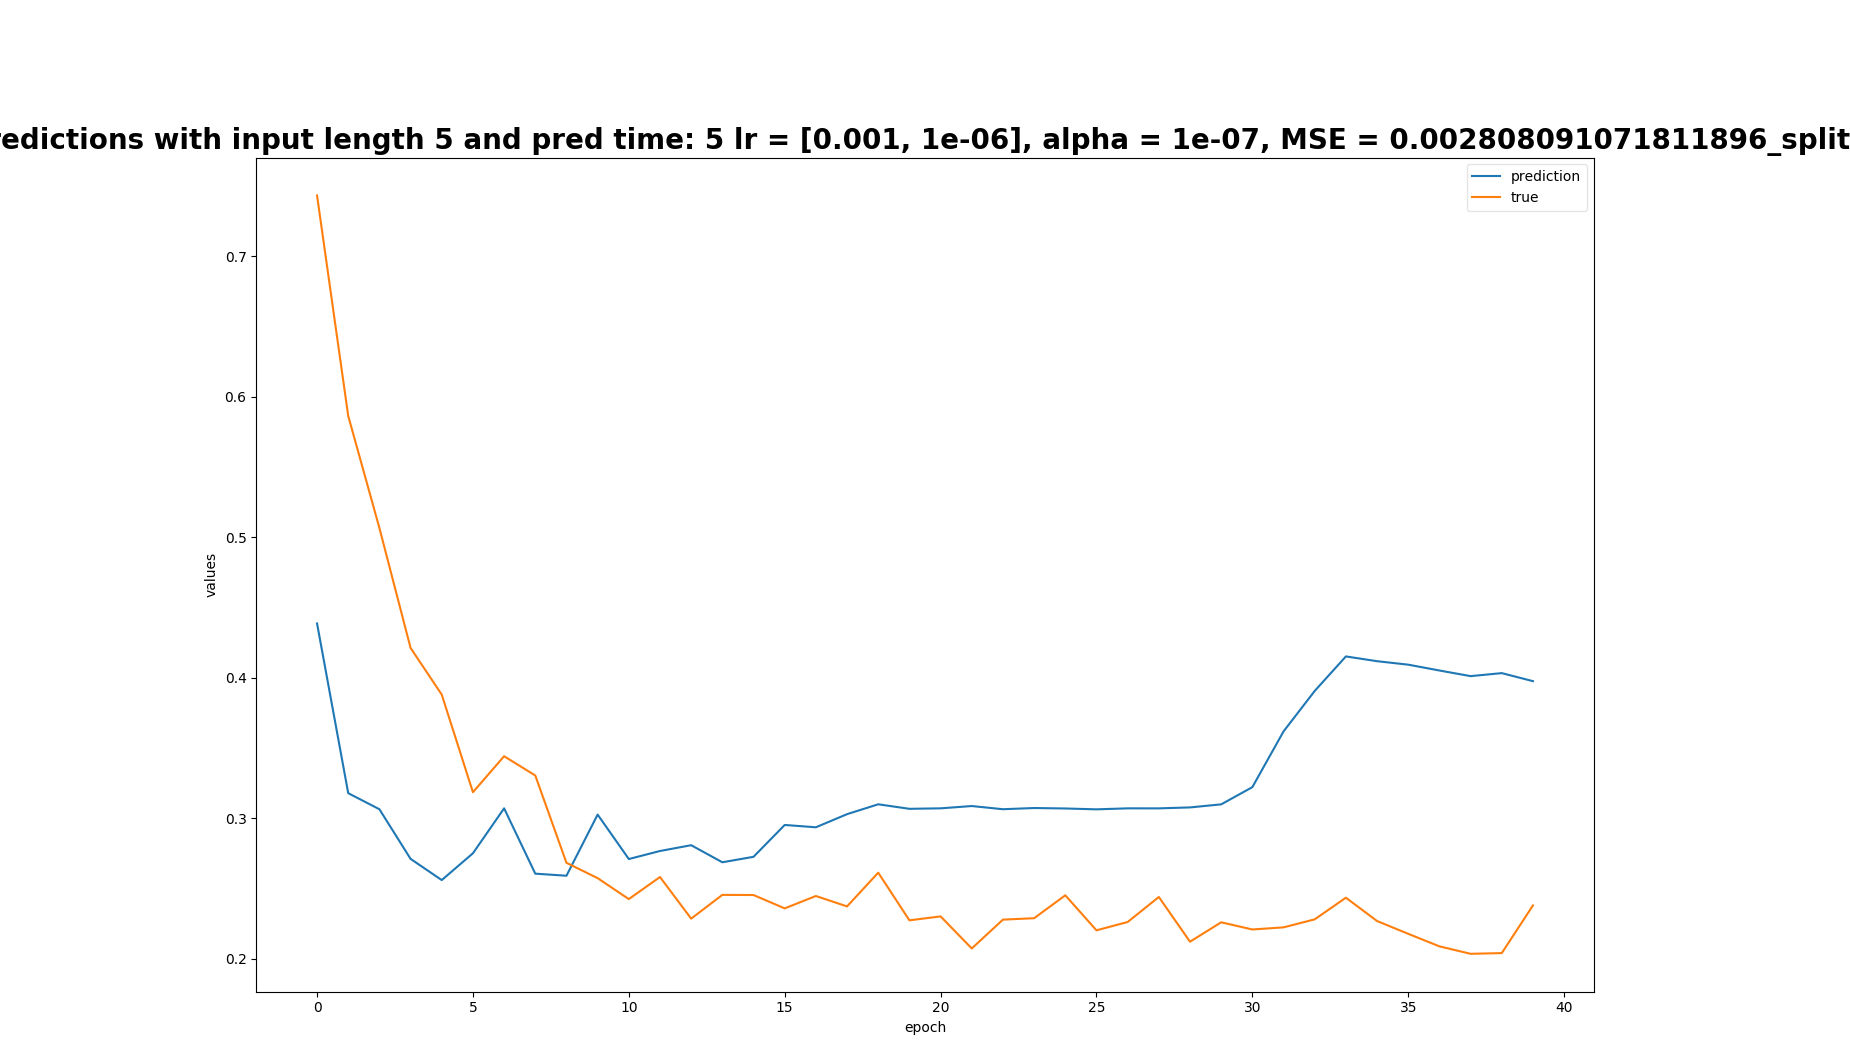 redictions with input length 5 and pred time: 5 lr = [0.001, 1e-06], alpha = 1e-07, MSE = 0.002808091071811896_split
prediction
true
0.7
0.6
0.5
0.4
0.3
0.2
values
0 5 10 15 20 25 30 35 40
epoch